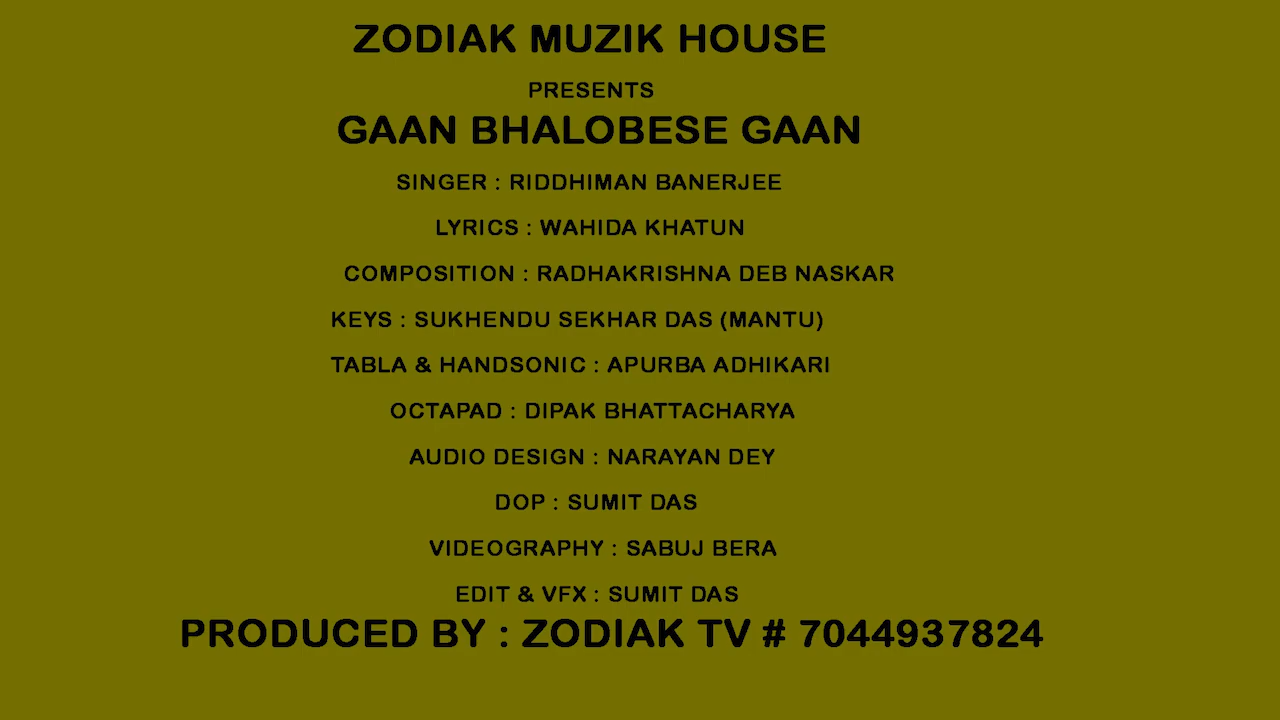 ZODIAK MUZIK HOUSE
PRESENTS
GAAN BHALOBESE GAAN
SINGER : RIDDHIMAN BANERJEE
LYRICS : WAHIDA KHATUN
COMPOSITION : RADHAKRISHNA DEB NASKAR
KEYS : SUKHENDU SEKHAR DAS (MANTU)
TABLA & HANDSONIC : APURBA ADHIKARI
OCTAPAD : DIPAK BHATTACHARYA
AUDIO DESIGN : NARAYAN DEY
DOP : SUMIT DAS
VIDEOGRAPHY : SABUJ BERA
EDIT & VFX : SUMIT DAS
PRODUCED BY : ZODIAK TV # 7044937824